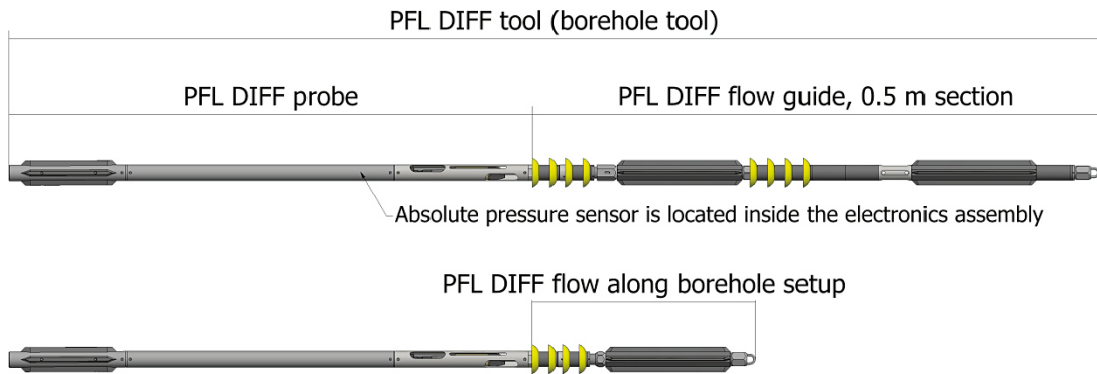 PFL DIFF tool (borehole tool)
PFL DIFF probe
PFL DIFF flow guide, 0.5 m section
Absolute pressure sensor is located inside the electronics assembly
PFL DIFF flow along borehole setup